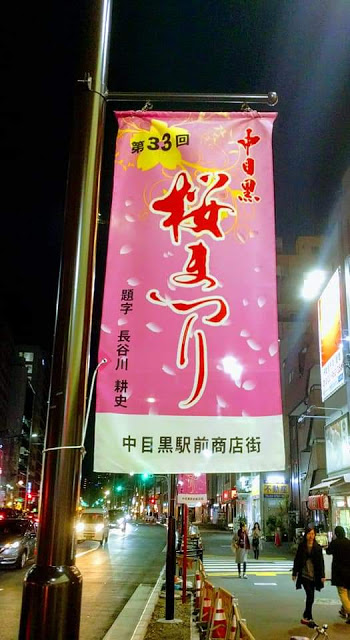 第33回
中目黒
桜まつり
題字 長谷川 耕史
中目黒駅前商店街